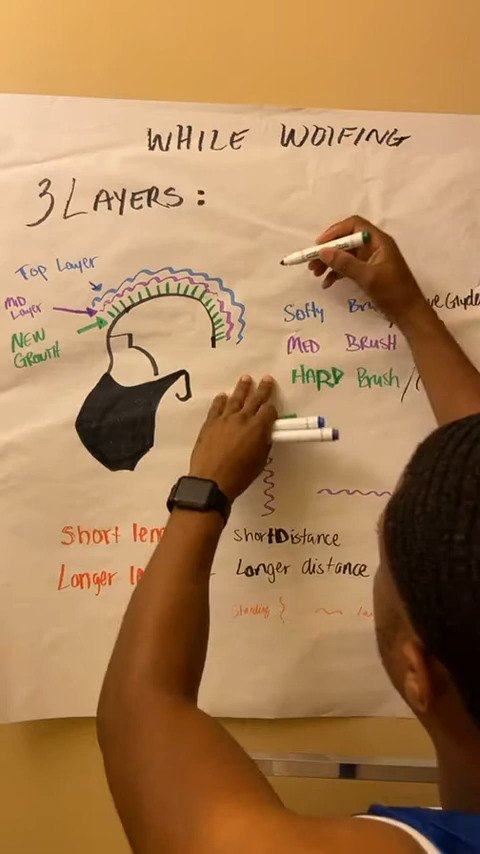 WHILE WOLFING
3 LAYERS:
Top Layer
MID
Layer
NEW
GROWTH
Softy
MED BRUSH
HARD Brush/
Short
ShortDistance
Longer
Longer distance
Standing